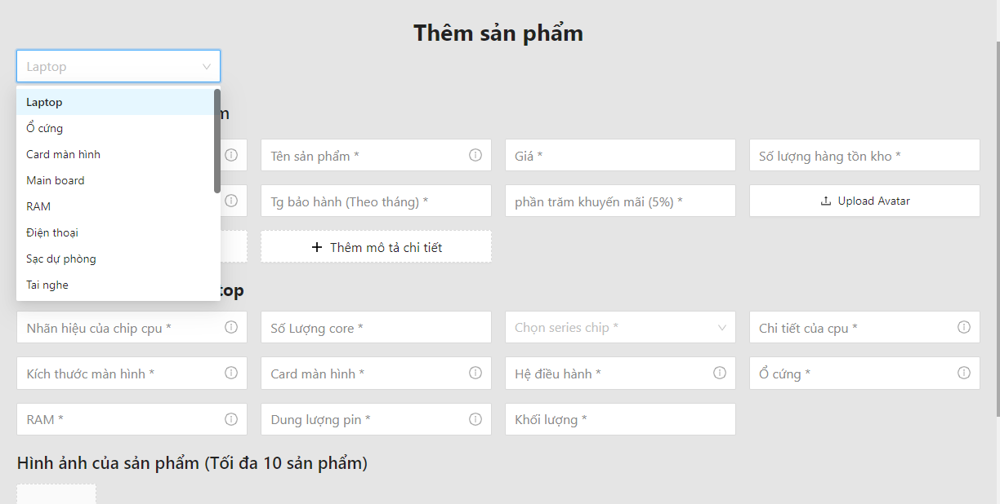 Thêm sản phẩm
Laptop
Laptop
Ổ cứng
Card màn hình
Main board
RAM
Điện thoại
Sạc dự phòng
Tai nghe
Tên sản phẩm *
Giá *
Số lượng hàng tồn kho *
Tg bảo hành (Theo tháng) *
phần trăm khuyến mãi (5%) *
Upload Avatar
Thêm mô tả chi tiết
Nhãn hiệu của chip cpu *
Số Lượng core *
Chọn series chip *
Chi tiết của cpu *
Kích thước màn hình *
Card màn hình *
Hệ điều hành *
Ổ cứng *
RAM *
Dung lượng pin *
Khối lượng *
Hình ảnh của sản phẩm (Tối đa 10 sản phẩm)